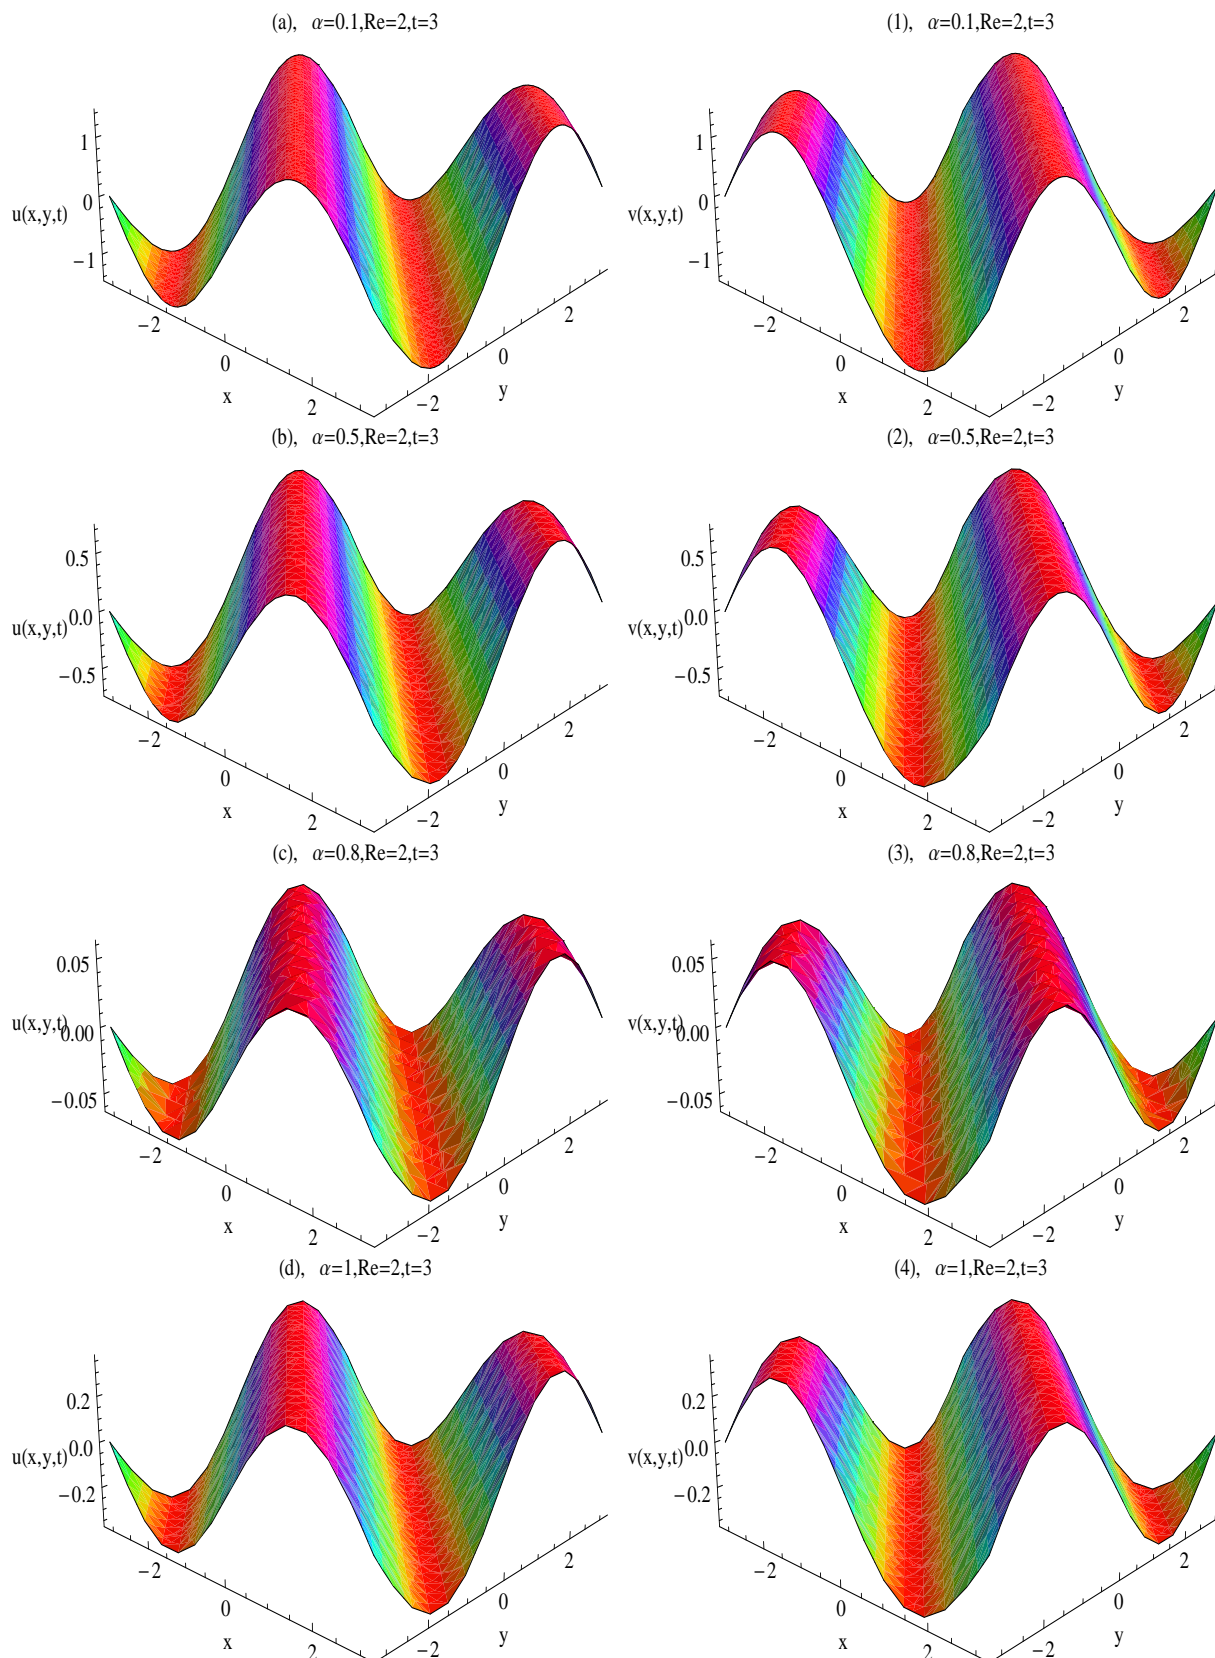 (a), α=0.1,Re=2,t=3
1
0
u(x,y,t)
−1
−2
0
2
x
−2
0
2
y
(1), α=0.1,Re=2,t=3
1
0
v(x,y,t)
−1
−2
0
2
x
−2
0
2
y
(b), α=0.5,Re=2,t=3
0.5
0.0
u(x,y,t)
−0.5
−2
0
2
x
−2
0
2
y
(2), α=0.5,Re=2,t=3
0.5
0.0
v(x,y,t)
−0.5
−2
0
2
x
−2
0
2
y
(c), α=0.8,Re=2,t=3
0.05
u(x,y,t)
0.00
−0.05
−2
0
2
x
−2
0
2
y
(3), α=0.8,Re=2,t=3
0.05
v(x,y,t)
0.00
−0.05
−2
0
2
x
−2
0
2
y
(d), α=1,Re=2,t=3
0.2
u(x,y,t) 0.0
−0.2
−2
0
2
x
−2
0
2
y
(4), α=1,Re=2,t=3
0.2
v(x,y,t) 0.0
−0.2
−2
0
2
x
−2
0
2
y